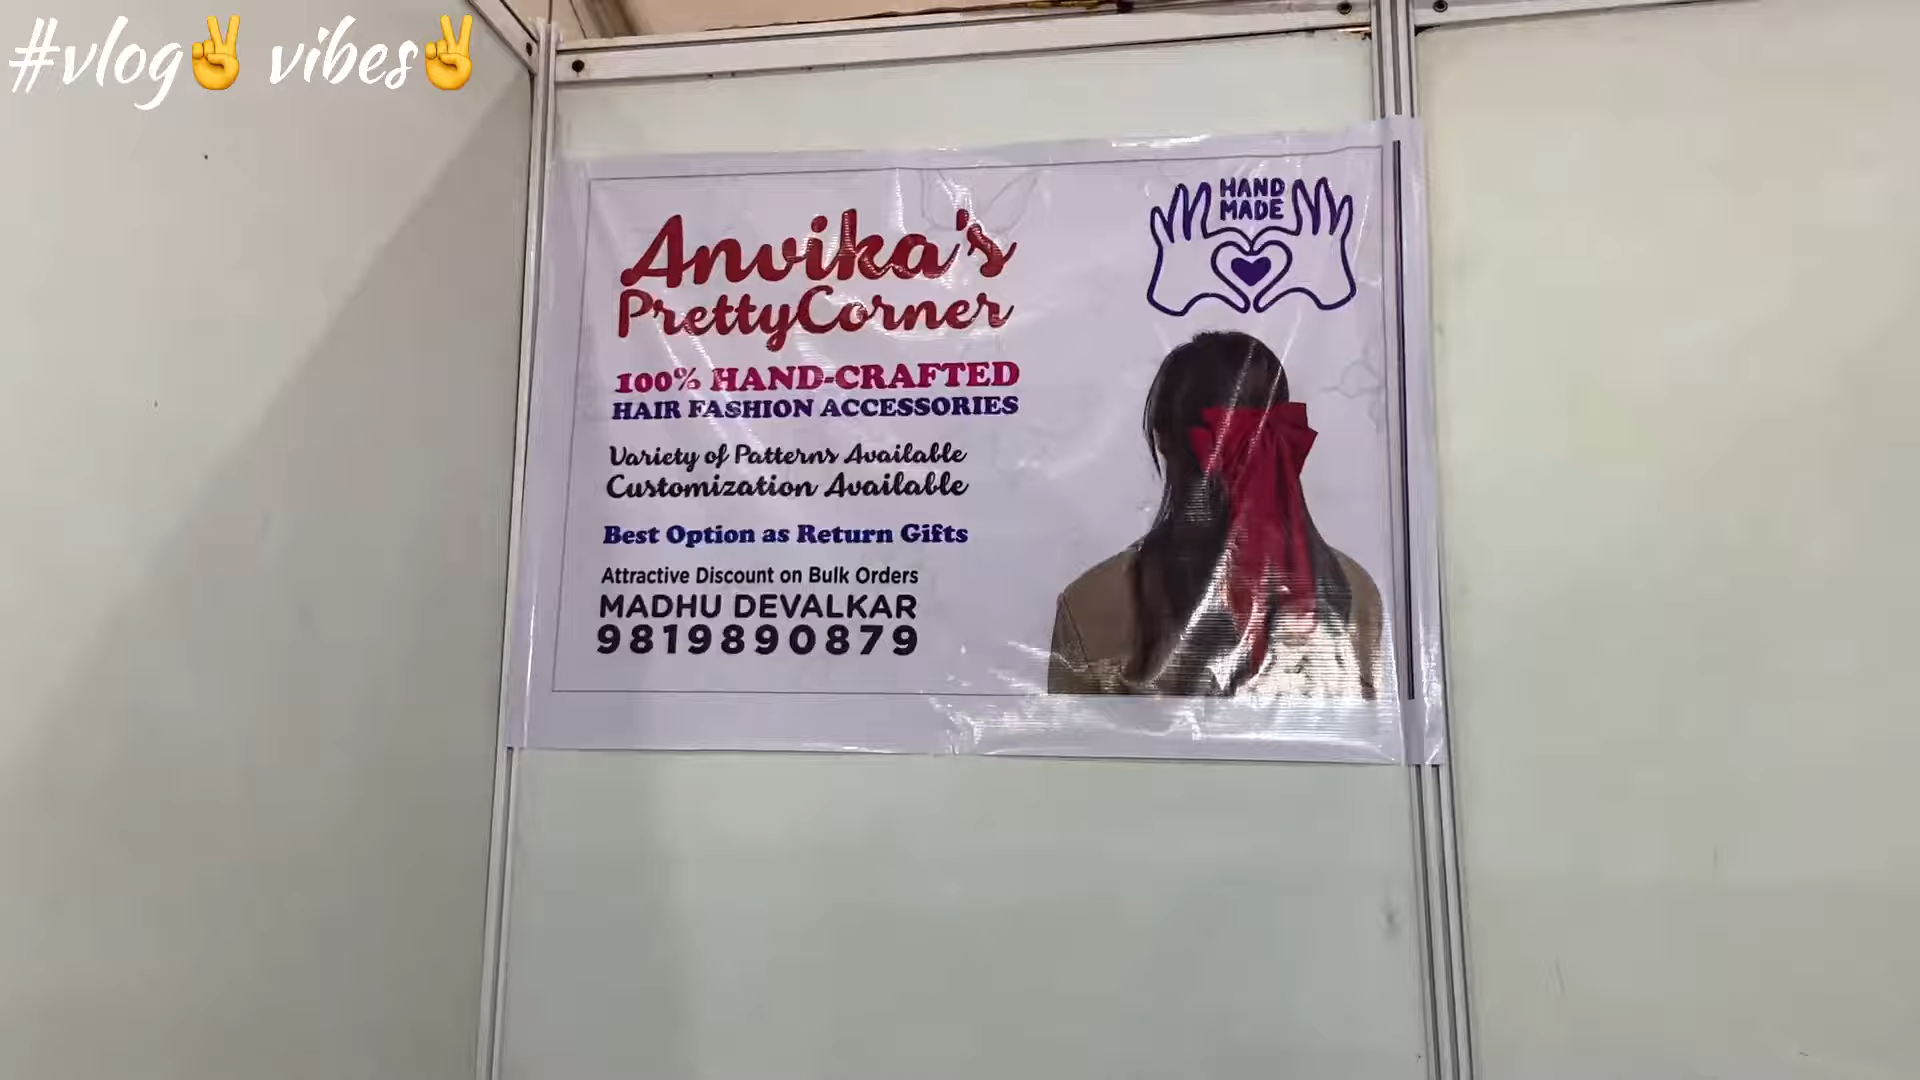 #vlog✌️ vibes✌️
HAND
MADE
Anvika's
PrettyCorner
100% HAND-CRAFTED
HAIR FASHION ACCESSORIES
Variety of Patterns Available
Customization Available
Best Option as Return Gifts
Attractive Discount on Bulk Orders
MADHU DEVALKAR
9819890879